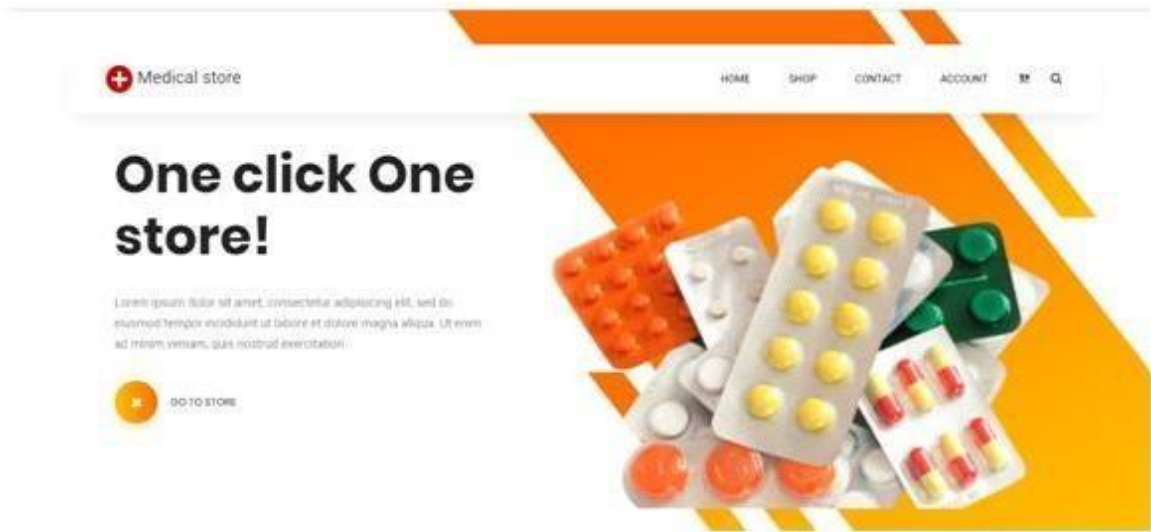 Medical store
HOME SHOP CONTACT ACCOUNT
One click One
store!
Lorem ipsum dolor sit amet, consectetur adipiscing elit, sed do
eiusmod tempor incididunt ut labore et dolore magna aliqua. Ut enim
ad minim veniam, quis nostrud exercitation
GO TO STORE